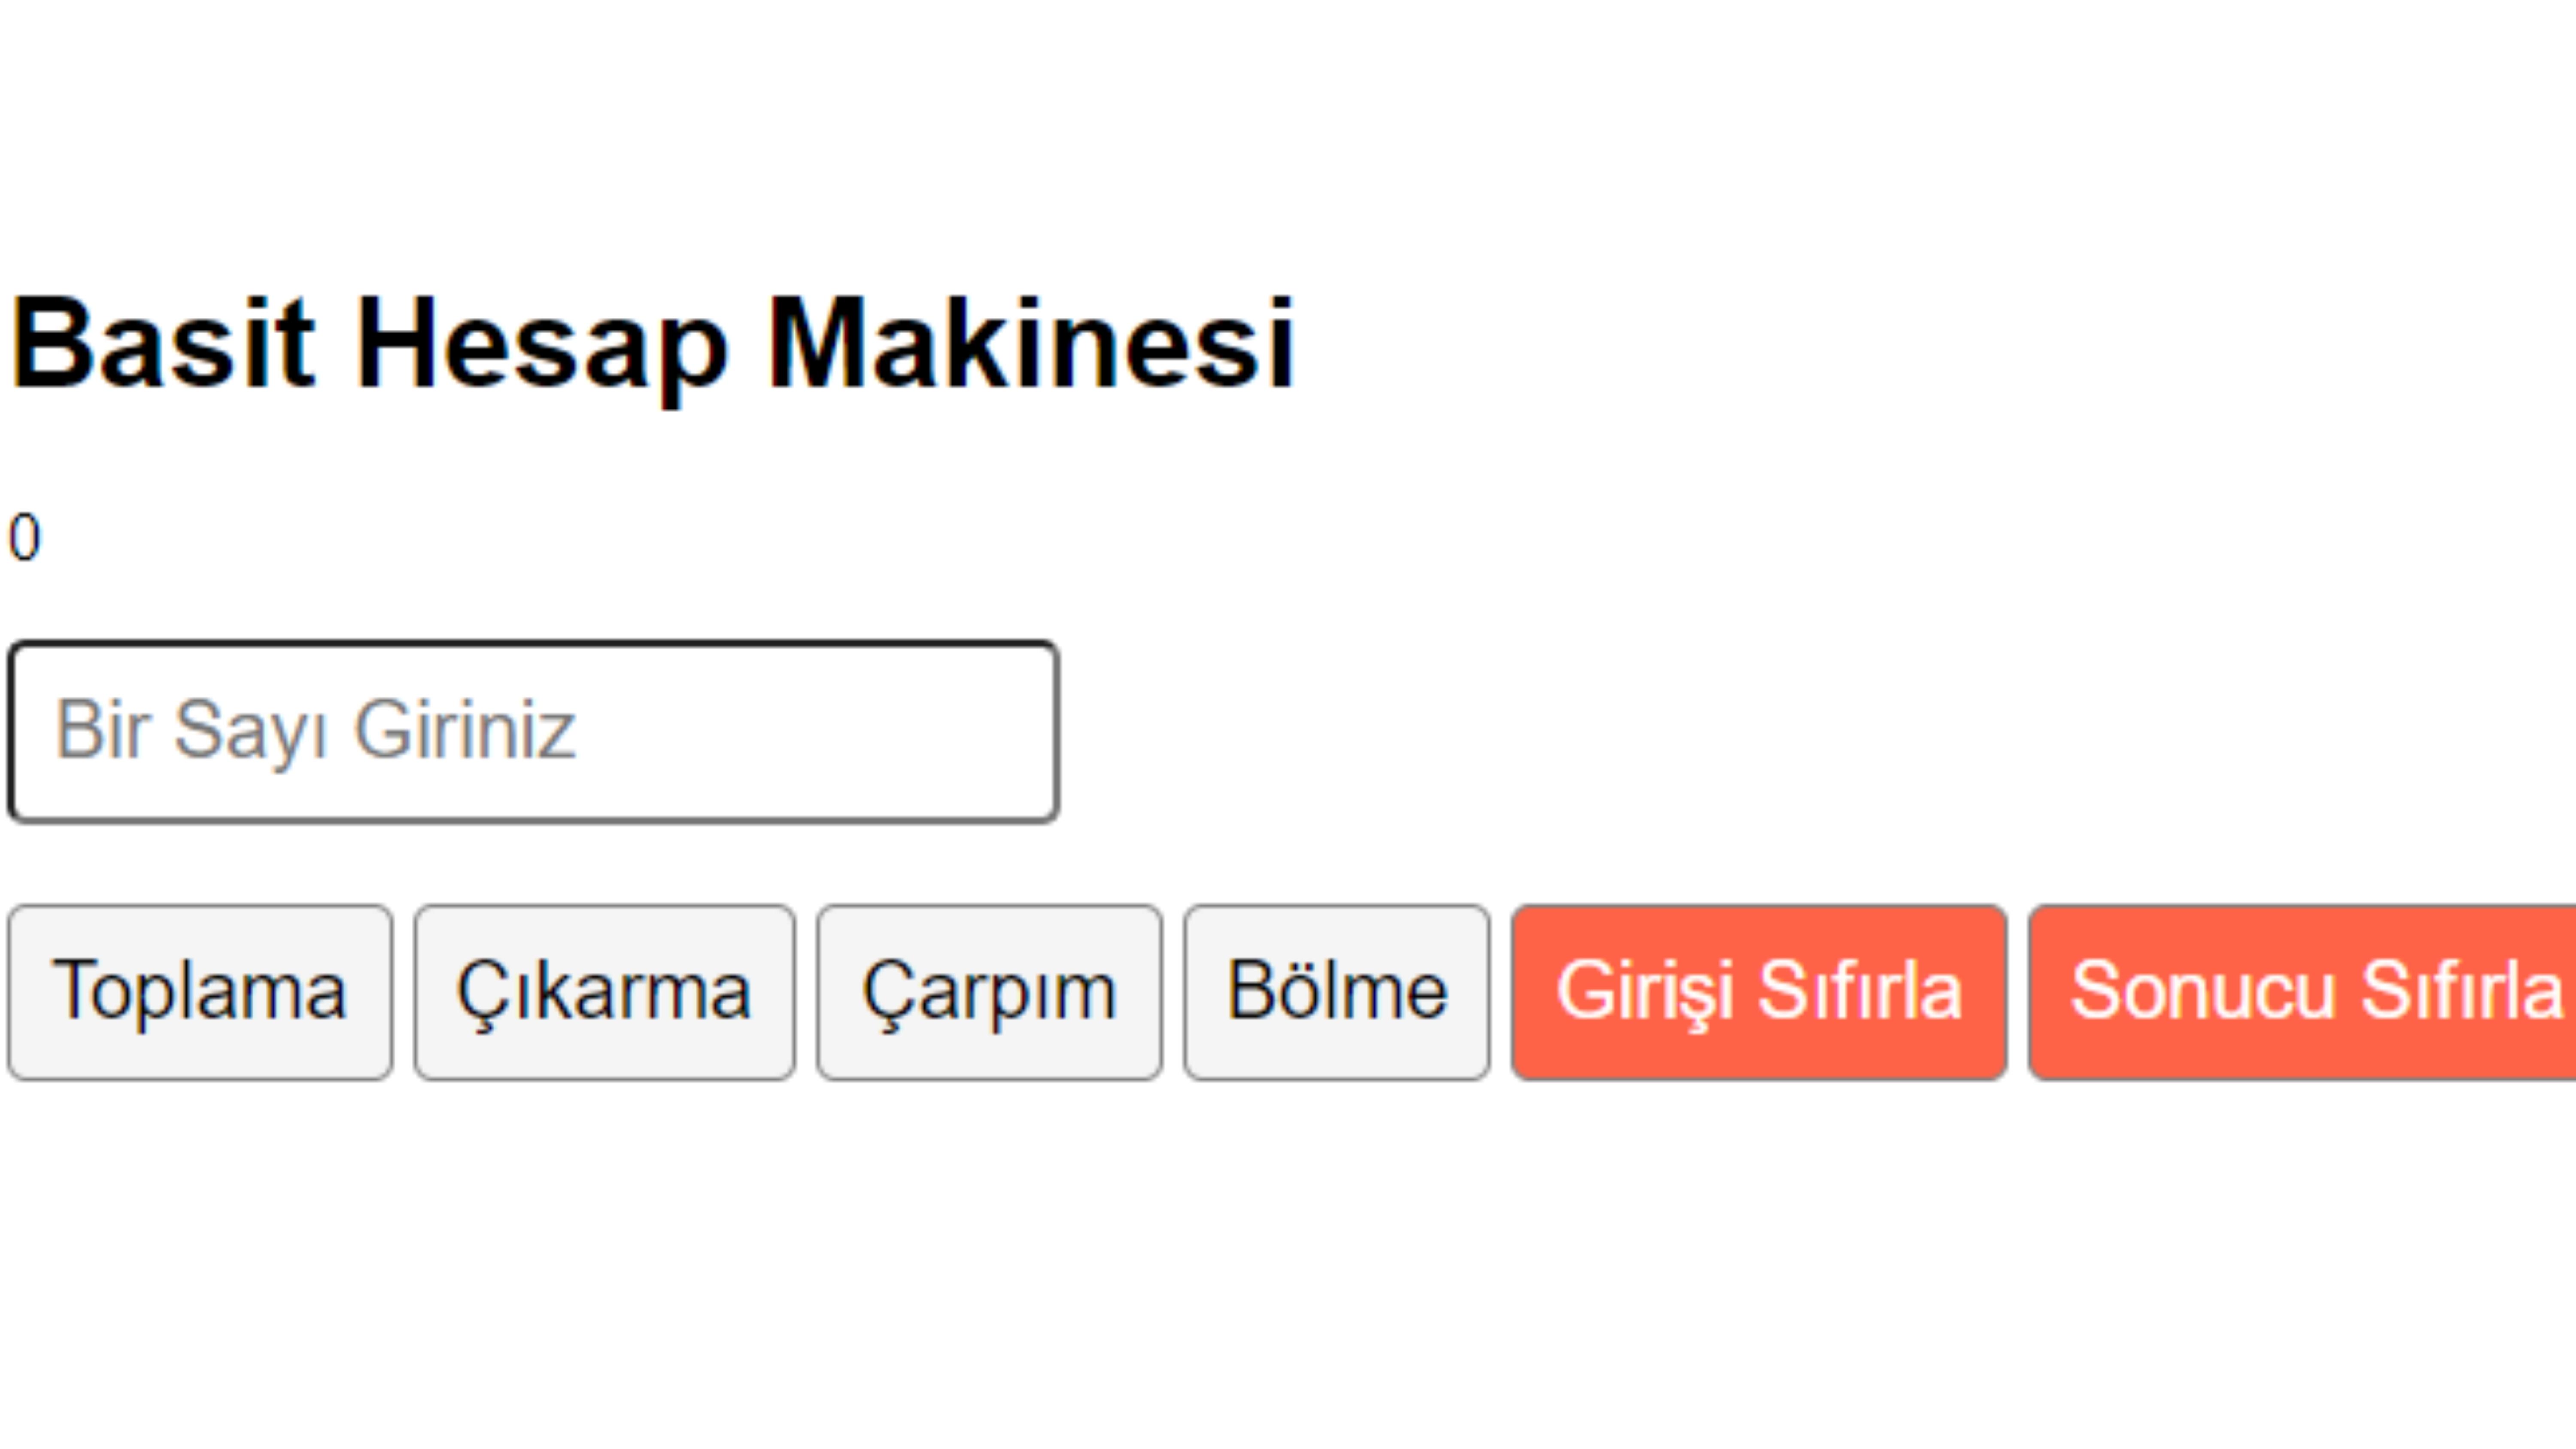 Basit Hesap Makinesi
0
Bir Sayı Giriniz
Toplama Çıkarma Çarpım Bölme Girişi Sıfırla Sonucu Sıfırla